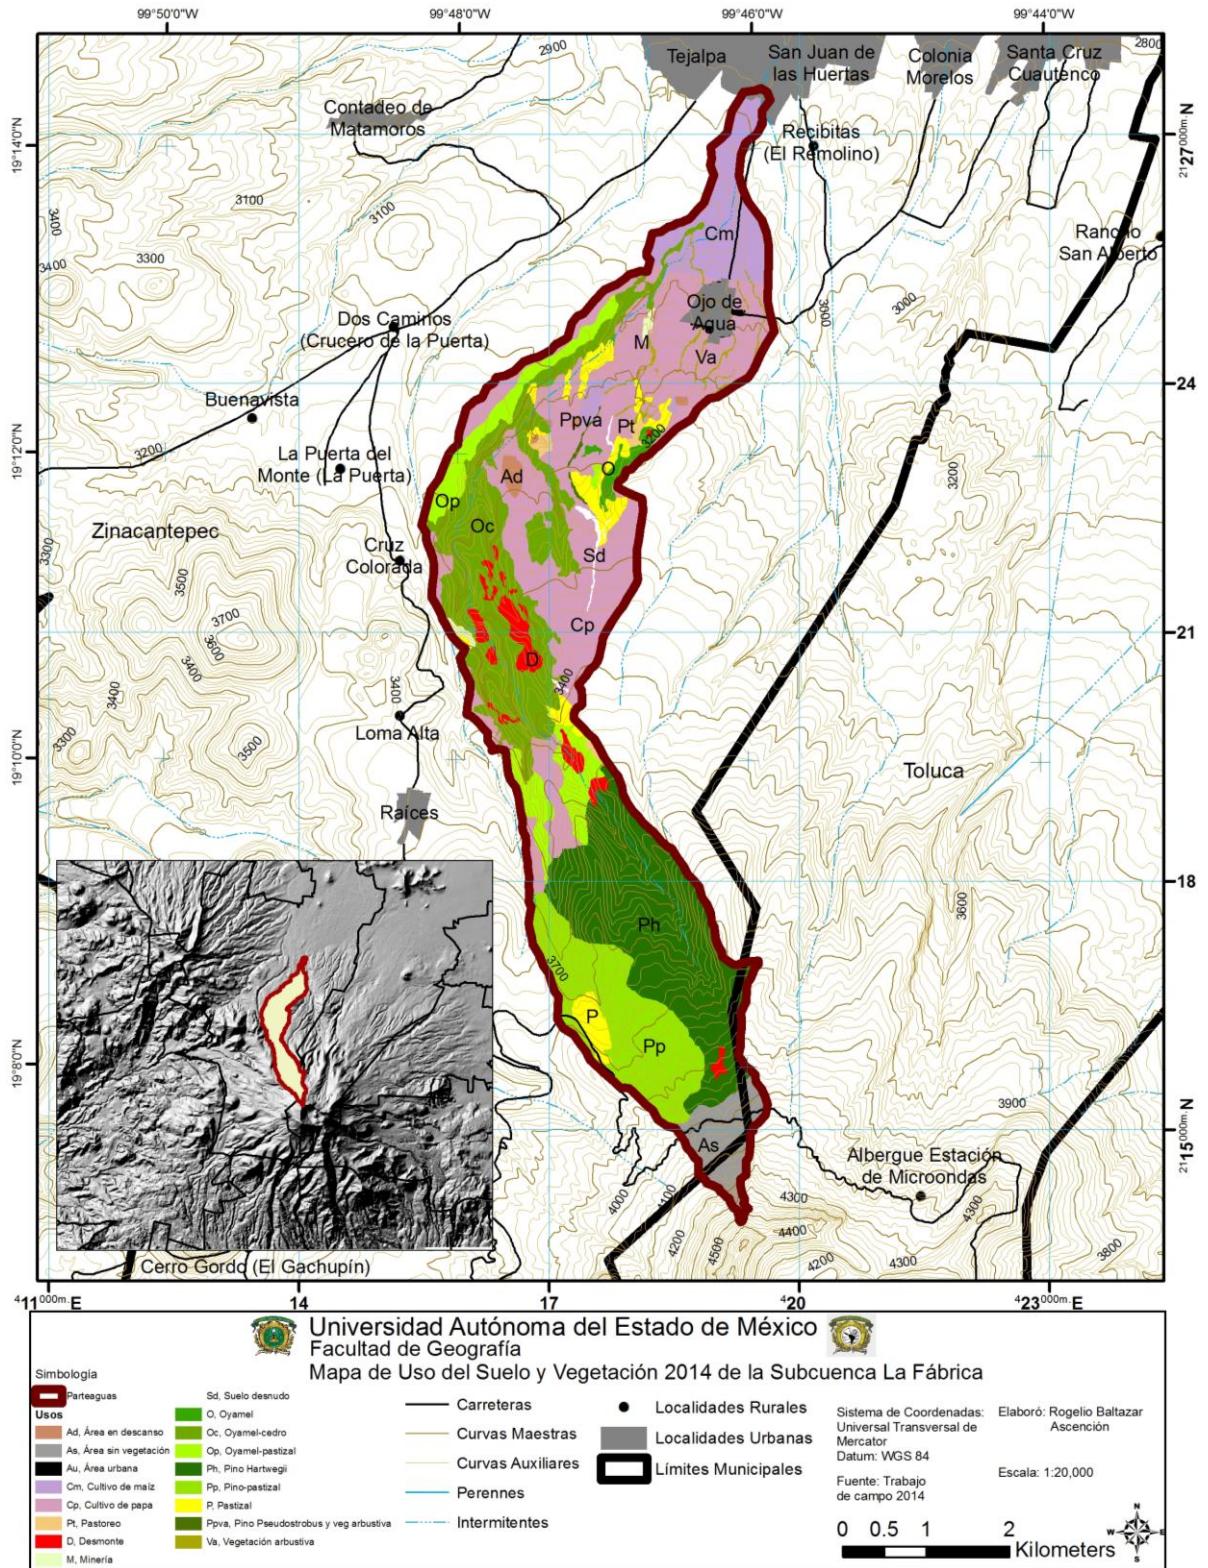 99°50'0"W
99°48'0"W
99°46'0"W
99°44'0"W
2900
Tejalpa
San Juan de
las Huertas
Colonia
Morelos
Santa Cruz
Cuautenco
2800
Contadeo de
Matamoros
Recibitas
(El Remolino)
19°14'0"N
2127000m. N
3100
3400
3100
3300
3400
Cm
Rancho
San Alberto
Ojo de
Agua
3000
3000
Dos Caminos
(Crucero de la Puerta)
M
Va
24
Buenavista
Ppva
Pt
3200
3200
19°12'0"N
La Puerta del
Monte (La Puerta)
O
Ad
3200
Op
Oc
Zinacantepec
Sd
3300
Cruz
Colorada
3500
3700
3600
3400
Cp
21
D
3400
3400
3400
Loma Alta
3300
3500
19°10'0"N
Toluca
Raíces
18
3600
Ph
3700
P
Pp
19°8'0"N
3900
2115000m. N
As
Albergue Estación
de Microondas
4000
4100
4300
4300
4400
4200
4500
4200
4300
3800
Cerro Gordo (El Gachupín)
411000m. E
14
17
420
423000m. E
Universidad Autónoma del Estado de México
Facultad de Geografía
Mapa de Uso del Suelo y Vegetación 2014 de la Subcuenca La Fábrica
Simbología
Parteaguas
Usos
Ad, Área en descanso
As, Área sin vegetación
Au, Área urbana
Cm, Cultivo de maíz
Cp, Cultivo de papa
Pt, Pastoreo
D, Desmonte
M, Minería
Sd, Suelo desnudo
O, Oyamel
Oc, Oyamel-cedro
Op, Oyamel-pastizal
Ph, Pino Hartwegii
Pp, Pino-pastizal
P, Pastizal
Ppva, Pino Pseudostrobus y veg arbustiva
Va, Vegetación arbustiva
Carreteras
Curvas Maestras
Curvas Auxiliares
Perennes
Intermitentes
Localidades Rurales
Localidades Urbanas
Límites Municipales
Sistema de Coordenadas:
Universal Transversal de
Mercator
Datum: WGS 84
Fuente: Trabajo
de campo 2014
Elaboró: Rogelio Baltazar
Ascención
Escala: 1:20,000
N
W E
S
0 0.5 1 2
Kilometers